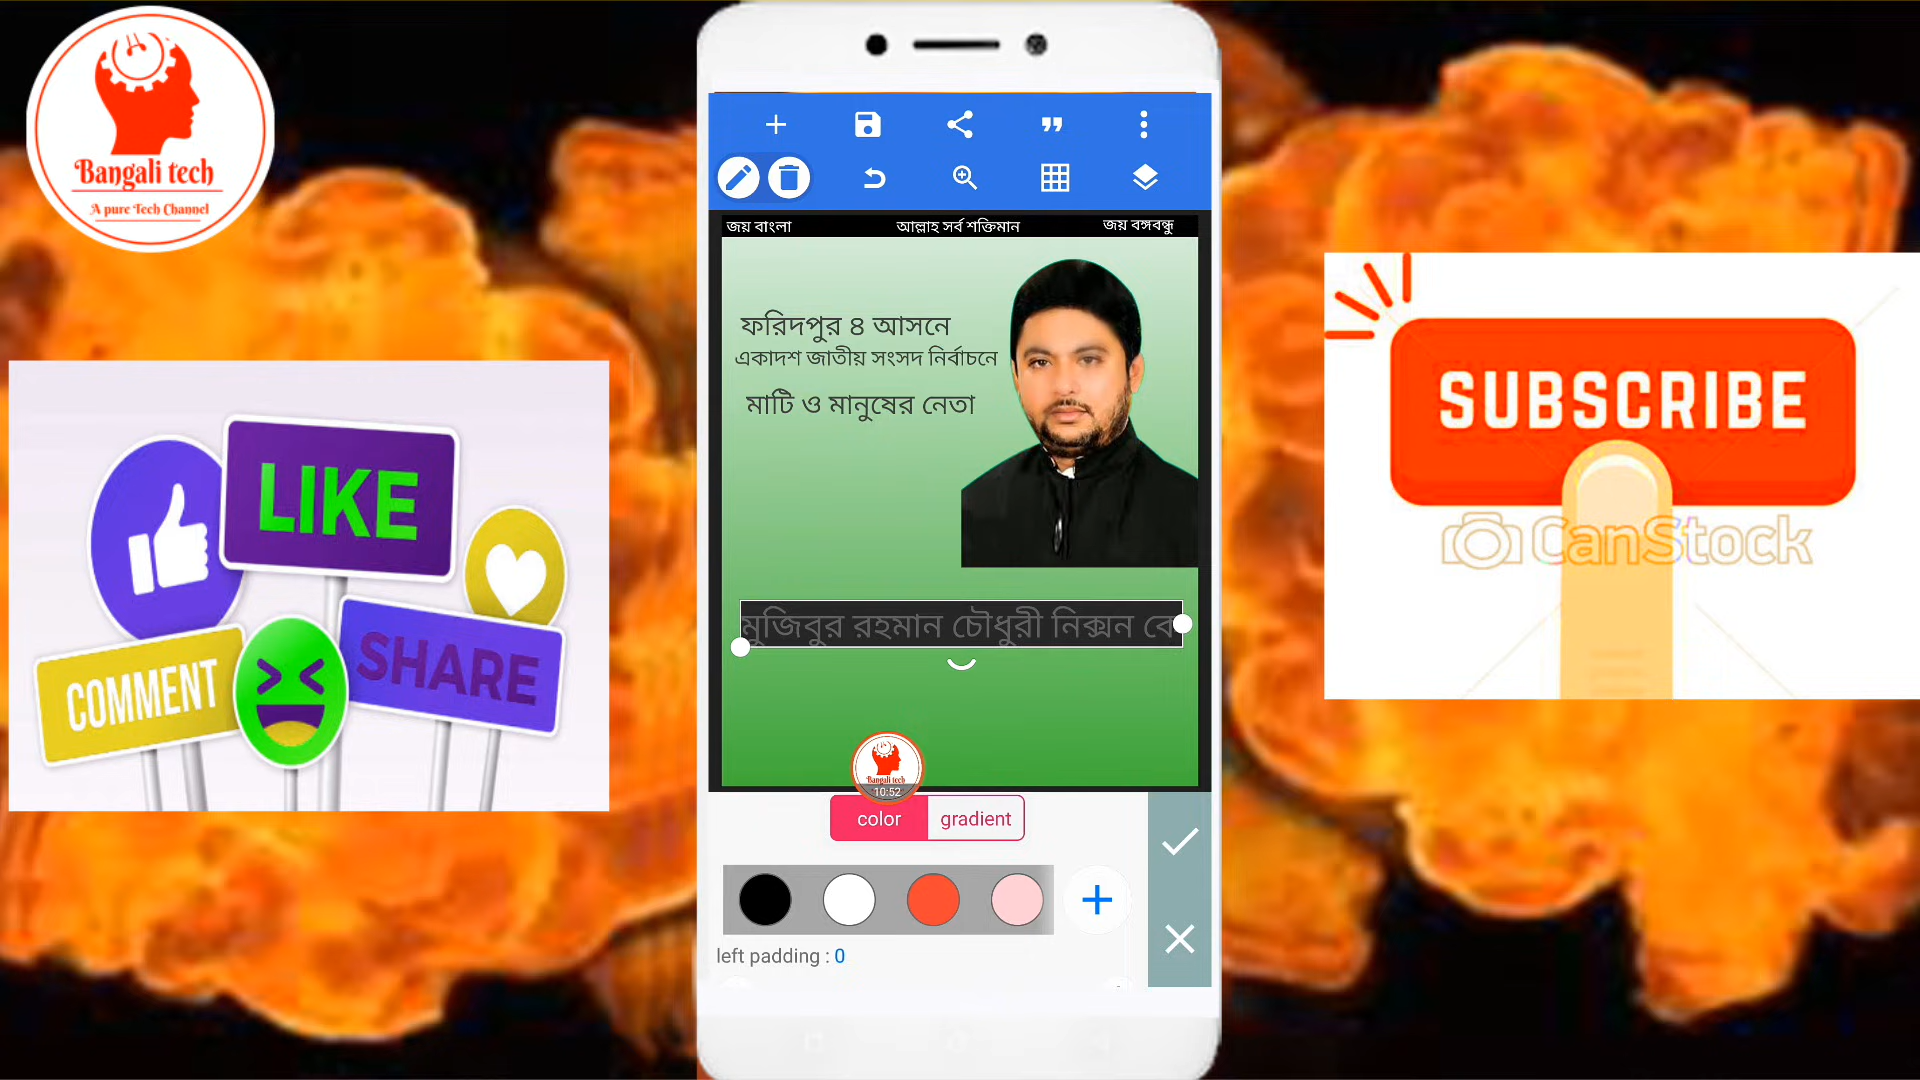 Bangali tech
A pure Tech Channel
LIKE
COMMENT
SHARE
জয় বাংলা
আল্লাহ সর্ব শক্তিমান
জয় বঙ্গবন্ধু
ফরিদপুর ৪ আসনে
একাদশ জাতীয় সংসদ নির্বাচনে
মাটি ও মানুষের নেতা
মুজিবুর রহমান চৌধুরী নিক্সন কে
Bangali tech
10:52
color
gradient
left padding : 0
SUBSCRIBE
CanStock